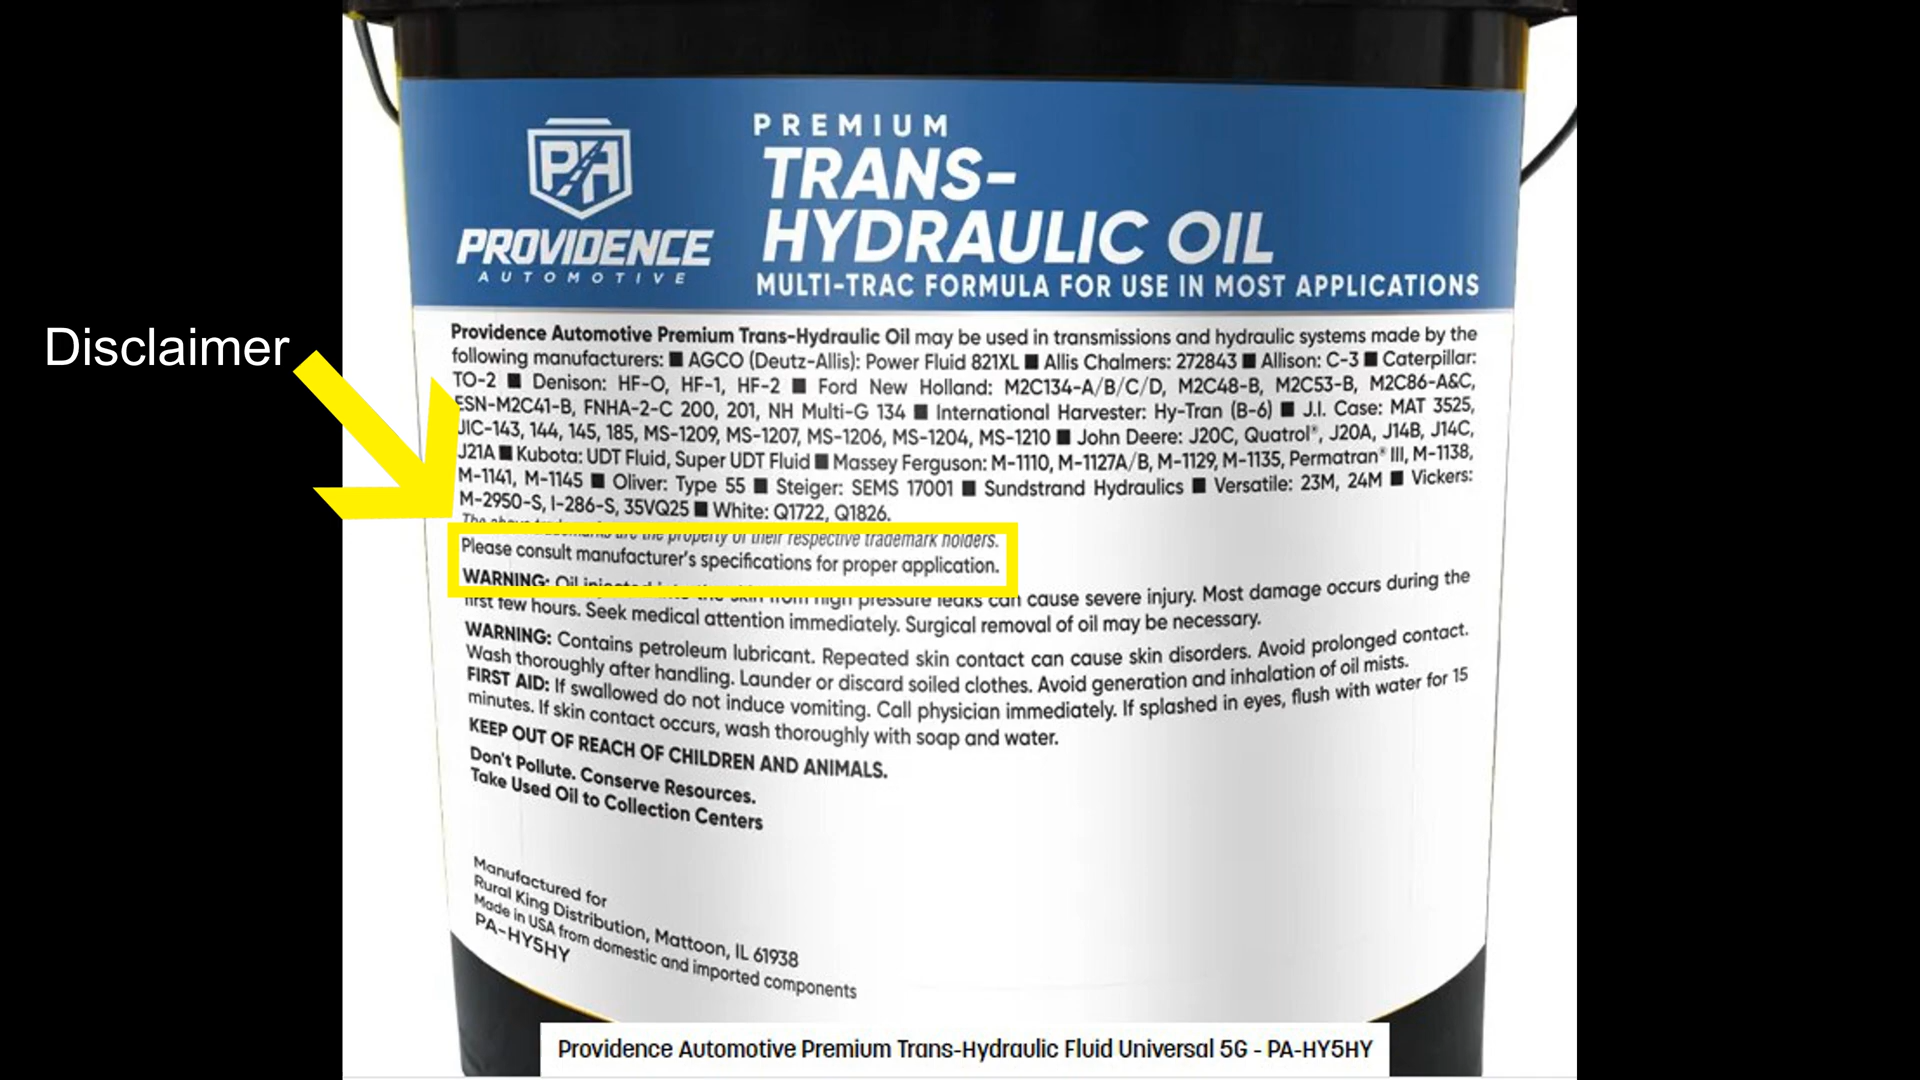 Disclaimer
PA
PROVIDENCE
AUTOMOTIVE
PREMIUM
TRANS-
HYDRAULIC OIL
MULTI-TRAC FORMULA FOR USE IN MOST APPLICATIONS
Providence Automotive Premium Trans-Hydraulic Oil may be used in transmissions and hydraulic systems made by the
following manufacturers: ■ AGCO (Deutz-Allis): Power Fluid 821XL ■ Allis Chalmers: 272843 ■ Allison: C-3 ■ Caterpillar:
TO-2 ■ Denison: HF-O, HF-1, HF-2 ■ Ford New Holland: M2C134-A/B/C/D, M2C48-B, M2C53-B, M2C86-A&C,
ESN-M2C41-B, FNHA-2-C 200, 201, NH Multi-G 134 ■ International Harvester: Hy-Tran (B-6) ■ J.I. Case: MAT 3525,
JIC-143, 144, 145, 185, MS-1209, MS-1207, MS-1206, MS-1204, MS-1210 ■ John Deere: J20C, Quatrol®, J20A, J14B, J14C,
J21A ■ Kubota: UDT Fluid, Super UDT Fluid ■ Massey Ferguson: M-1110, M-1127A/B, M-1129, M-1135, Permatran® III, M-1138,
M-1141, M-1145 ■ Oliver: Type 55 ■ Steiger: SEMS 17001 ■ Sundstrand Hydraulics ■ Versatile: 23M, 24M ■ Vickers:
M-2950-S, I-286-S, 35VQ25 ■ White: Q1722, Q1826.
The above trademarks are the property of their respective trademark holders.
Please consult manufacturer's specifications for proper application.
WARNING: Oil injected into the skin from high pressure leaks can cause severe injury. Most damage occurs during the
first few hours. Seek medical attention immediately. Surgical removal of oil may be necessary.
WARNING: Contains petroleum lubricant. Repeated skin contact can cause skin disorders. Avoid prolonged contact.
Wash thoroughly after handling. Launder or discard soiled clothes. Avoid generation and inhalation of oil mists.
FIRST AID: If swallowed do not induce vomiting. Call physician immediately. If splashed in eyes, flush with water for 15
minutes. If skin contact occurs, wash thoroughly with soap and water.
KEEP OUT OF REACH OF CHILDREN AND ANIMALS.
Don't Pollute. Conserve Resources.
Take Used Oil to Collection Centers
Manufactured for
Rural King Distribution, Mattoon, IL 61938
Made in USA from domestic and imported components
PA-HY5HY
Providence Automotive Premium Trans-Hydraulic Fluid Universal 5G - PA-HY5HY